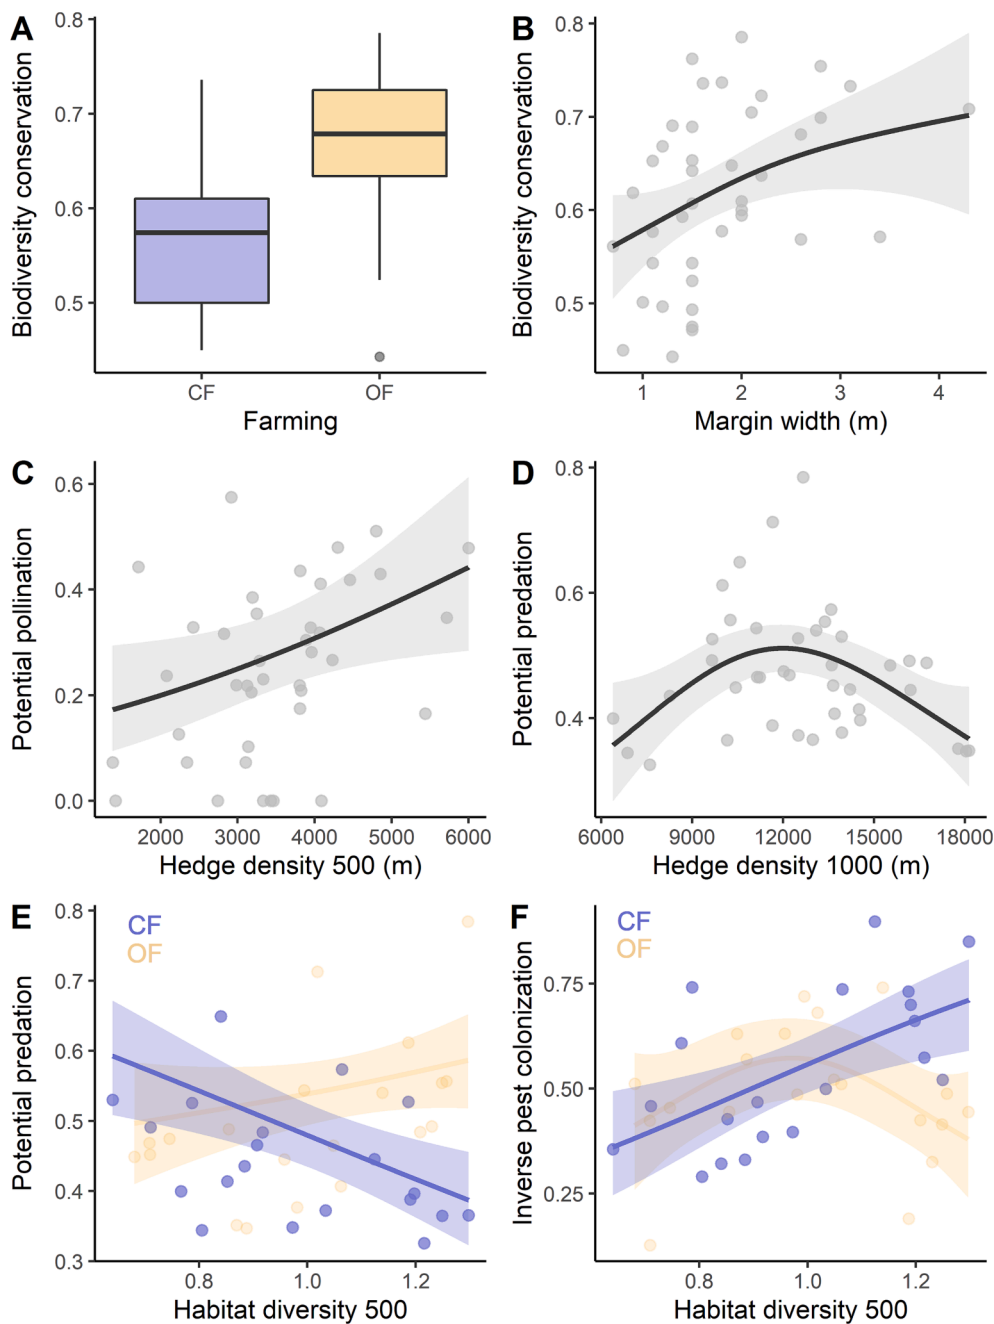 A
Biodiversity conservation
0.8
0.7
0.6
0.5
CF
OF
Farming
B
Biodiversity conservation
0.8
0.7
0.6
0.5
1
2
3
4
Margin width (m)
C
Potential pollination
0.6
0.4
0.2
0.0
2000
3000
4000
5000
6000
Hedge density 500 (m)
D
Potential predation
0.8
0.6
0.4
6000
9000
12000
15000
18000
Hedge density 1000 (m)
E
Potential predation
0.8
0.7
0.6
0.5
0.4
0.3
CF
OF
0.8
1.0
1.2
Habitat diversity 500
F
Inverse pest colonization
0.75
0.50
0.25
CF
OF
0.8
1.0
1.2
Habitat diversity 500